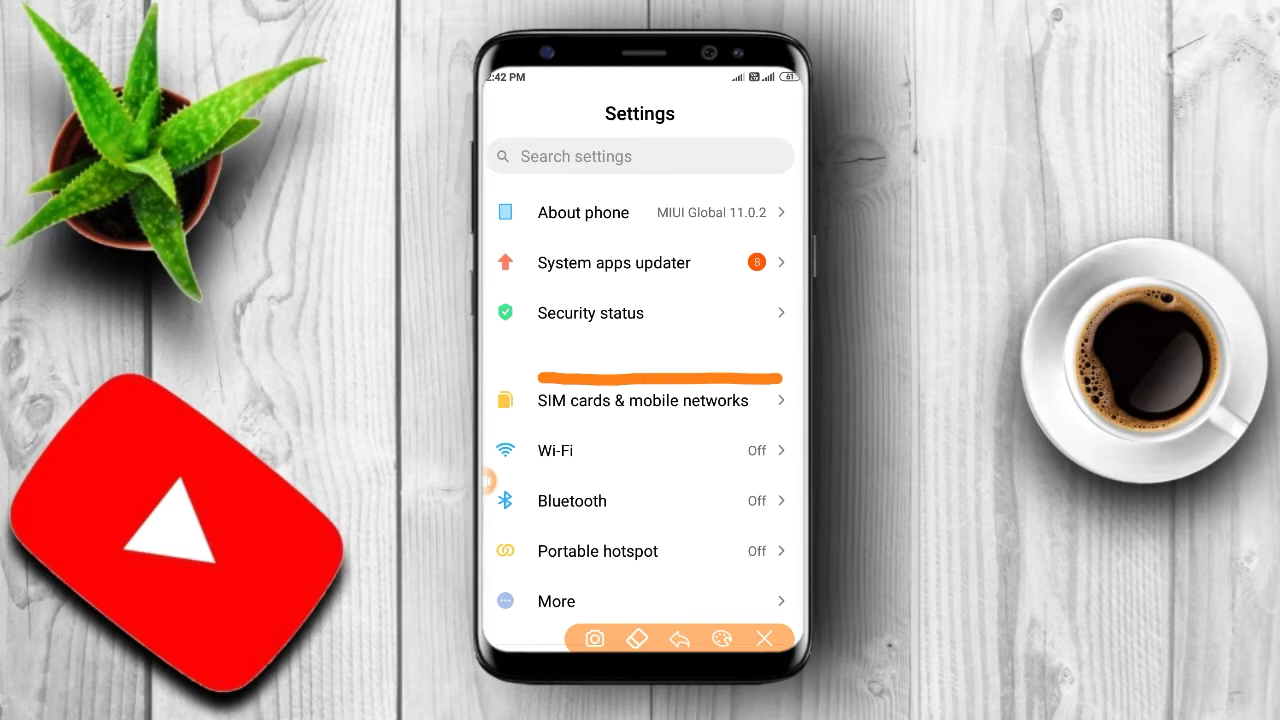 2:42 PM 61
Settings
Search settings
About phone MIUI Global 11.0.2
System apps updater 8
Security status
SIM cards & mobile networks
Wi-Fi Off
Bluetooth Off
Portable hotspot Off
More